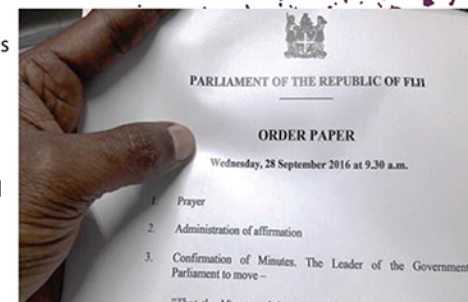 s
PARLIAMENT OF THE REPUBLIC OF FIJI
ORDER PAPER
Wednesday, 28 September 2016 at 9.30 a.m.
1. Prayer
2. Administration of affirmation
3. Confirmation of Minutes. The Leader of the Government
Parliament to move –